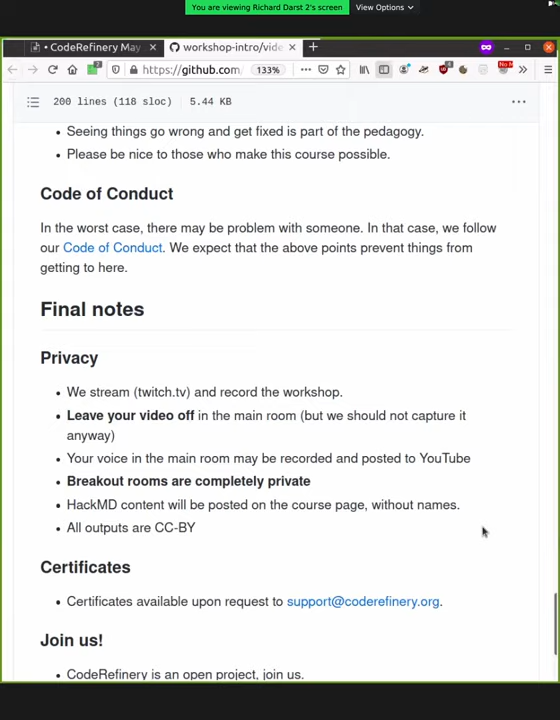 You are viewing Richard Darst 2's screen
View Options
• CodeRefinery May
workshop-intro/vide
https://github.com
133%
200 lines (118 sloc) 5.44 KB
• Seeing things go wrong and get fixed is part of the pedagogy.
• Please be nice to those who make this course possible.
Code of Conduct
In the worst case, there may be problem with someone. In that case, we follow
our Code of Conduct. We expect that the above points prevent things from
getting to here.
Final notes
Privacy
• We stream (twitch.tv) and record the workshop.
• Leave your video off in the main room (but we should not capture it
anyway)
• Your voice in the main room may be recorded and posted to YouTube
• Breakout rooms are completely private
• HackMD content will be posted on the course page, without names.
• All outputs are CC-BY
Certificates
• Certificates available upon request to support@coderefinery.org.
Join us!
• CodeRefinery is an open project, join us.